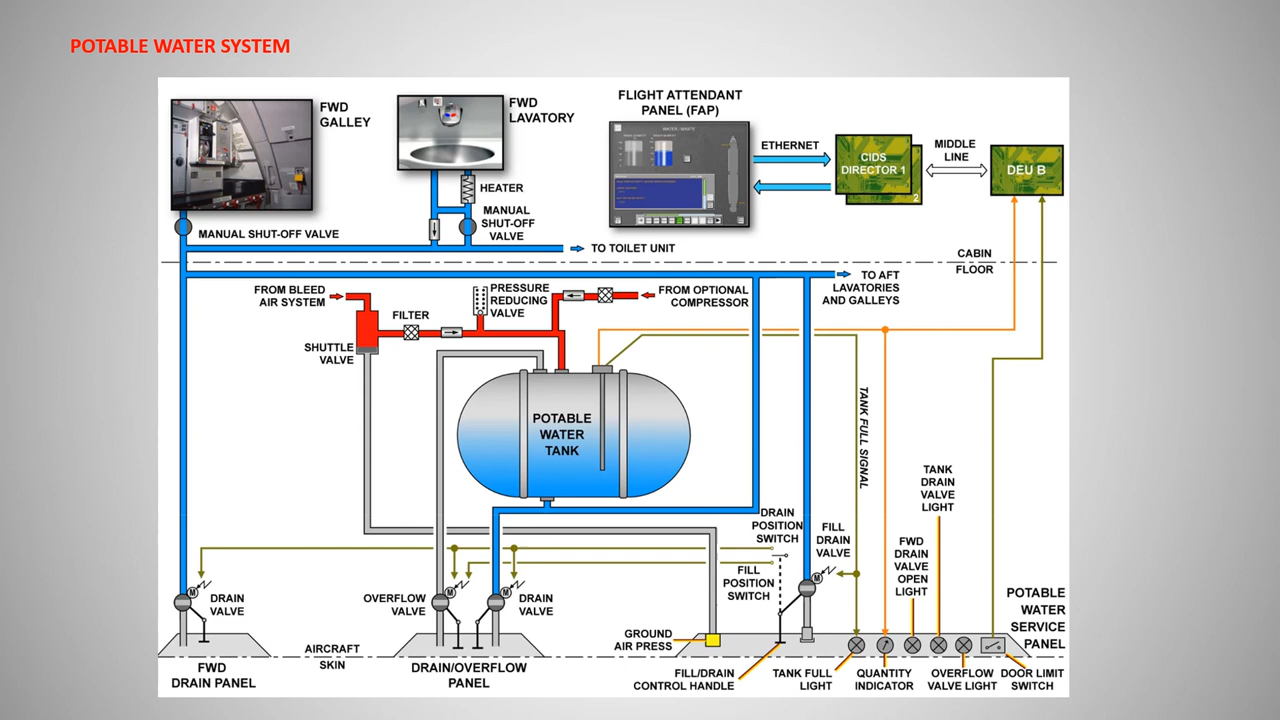 POTABLE WATER SYSTEM
FWD
GALLEY
FWD
LAVATORY
FLIGHT ATTENDANT
PANEL (FAP)
WATER / WASTE
ETHERNET
CIDS
DIRECTOR 1
2
MIDDLE
LINE
DEU B
HEATER
MANUAL
SHUT-OFF
VALVE
MANUAL SHUT-OFF VALVE
TO TOILET UNIT
CABIN
FLOOR
FROM BLEED
AIR SYSTEM
FILTER
PRESSURE
REDUCING
VALVE
FROM OPTIONAL
COMPRESSOR
TO AFT
LAVATORIES
AND GALLEYS
SHUTTLE
VALVE
POTABLE
WATER
TANK
TANK FULL SIGNAL
TANK
DRAIN
VALVE
LIGHT
DRAIN
POSITION
SWITCH
FILL
DRAIN
VALVE
FWD
DRAIN
VALVE
OPEN
LIGHT
FILL
POSITION
SWITCH
M
DRAIN
VALVE
OVERFLOW
VALVE
M
M
DRAIN
VALVE
M
POTABLE
WATER
SERVICE
PANEL
GROUND
AIR PRESS
AIRCRAFT
SKIN
FWD
DRAIN PANEL
DRAIN/OVERFLOW
PANEL
FILL/DRAIN
CONTROL HANDLE
TANK FULL
LIGHT
QUANTITY
INDICATOR
OVERFLOW
VALVE LIGHT
DOOR LIMIT
SWITCH